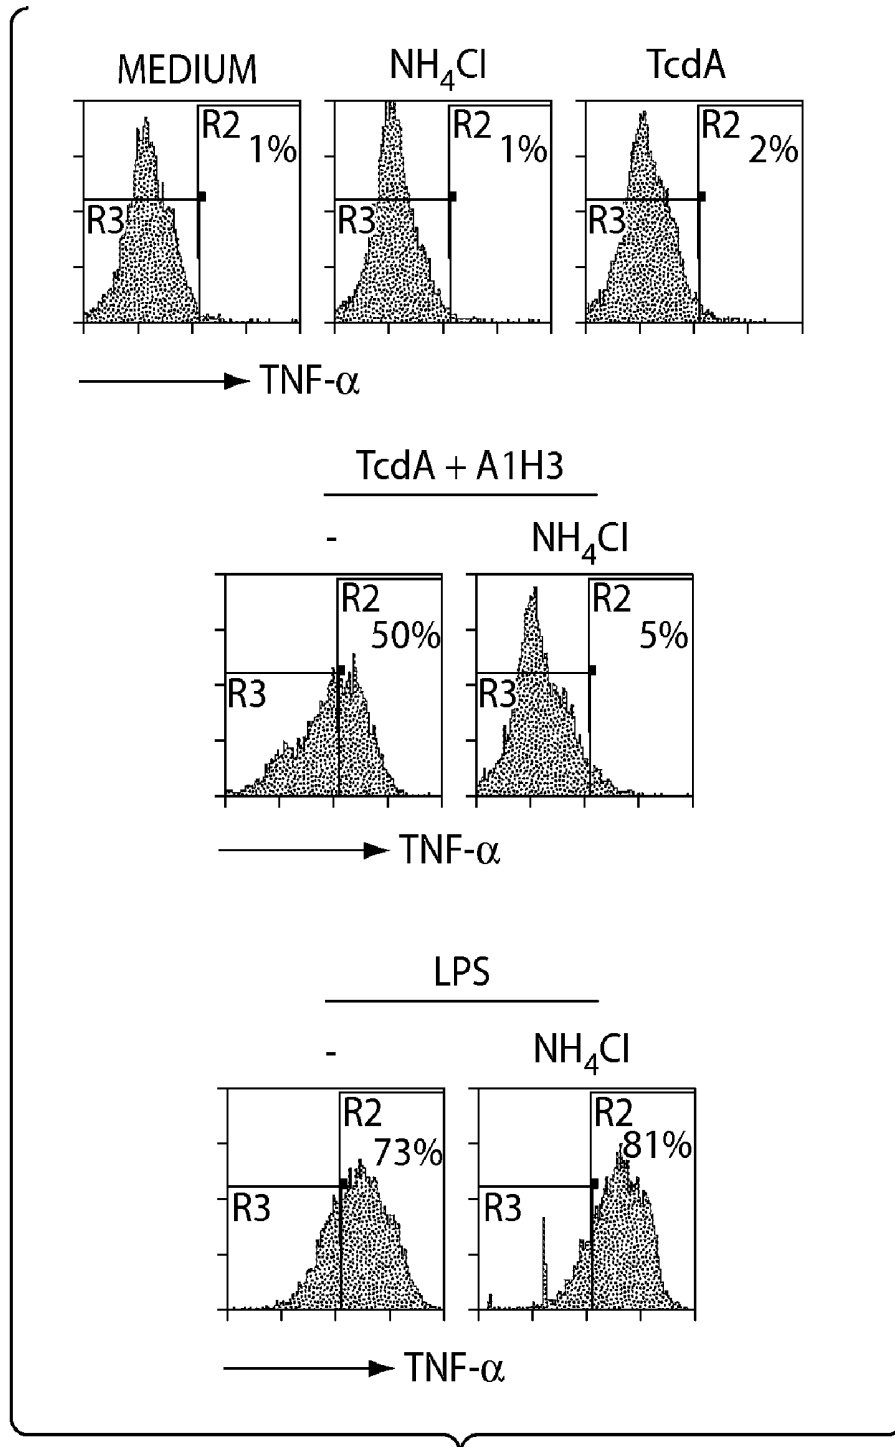 MEDIUM NH₄Cl TcdA
R2 R2 R2
1% 1% 2%
R3 R3 R3
TNF-α
TcdA + A1H3
- NH₄Cl
R2 R2
50% 5%
R3 R3
TNF-α
LPS
- NH₄Cl
R2 R2
73% 81%
R3 R3
TNF-α